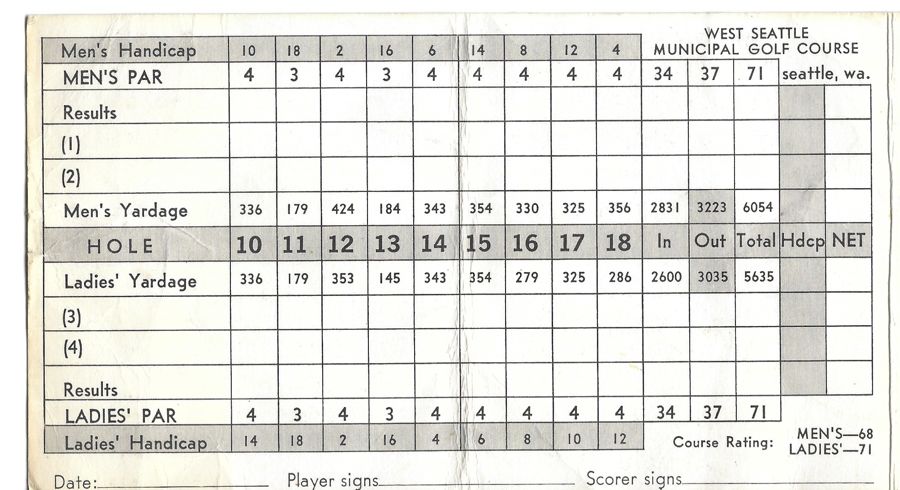 WEST SEATTLE
MUNICIPAL GOLF COURSE
Men's Handicap 10 18 2 16 6 14 8 12 4
MEN'S PAR 4 3 4 3 4 4 4 4 4 34 37 71 seattle, wa.
Results
(1)
(2)
Men's Yardage 336 179 424 184 343 354 330 325 356 2831 3223 6054
HOLE 10 11 12 13 14 15 16 17 18 In Out Total Hdcp NET
Ladies' Yardage 336 179 353 145 343 354 279 325 286 2600 3035 5635
(3)
(4)
Results
LADIES' PAR 4 3 4 3 4 4 4 4 4 34 37 71
Ladies' Handicap 14 18 2 16 4 6 8 10 12
Course Rating: MEN'S—68
LADIES'—71
Date: Player signs Scorer signs